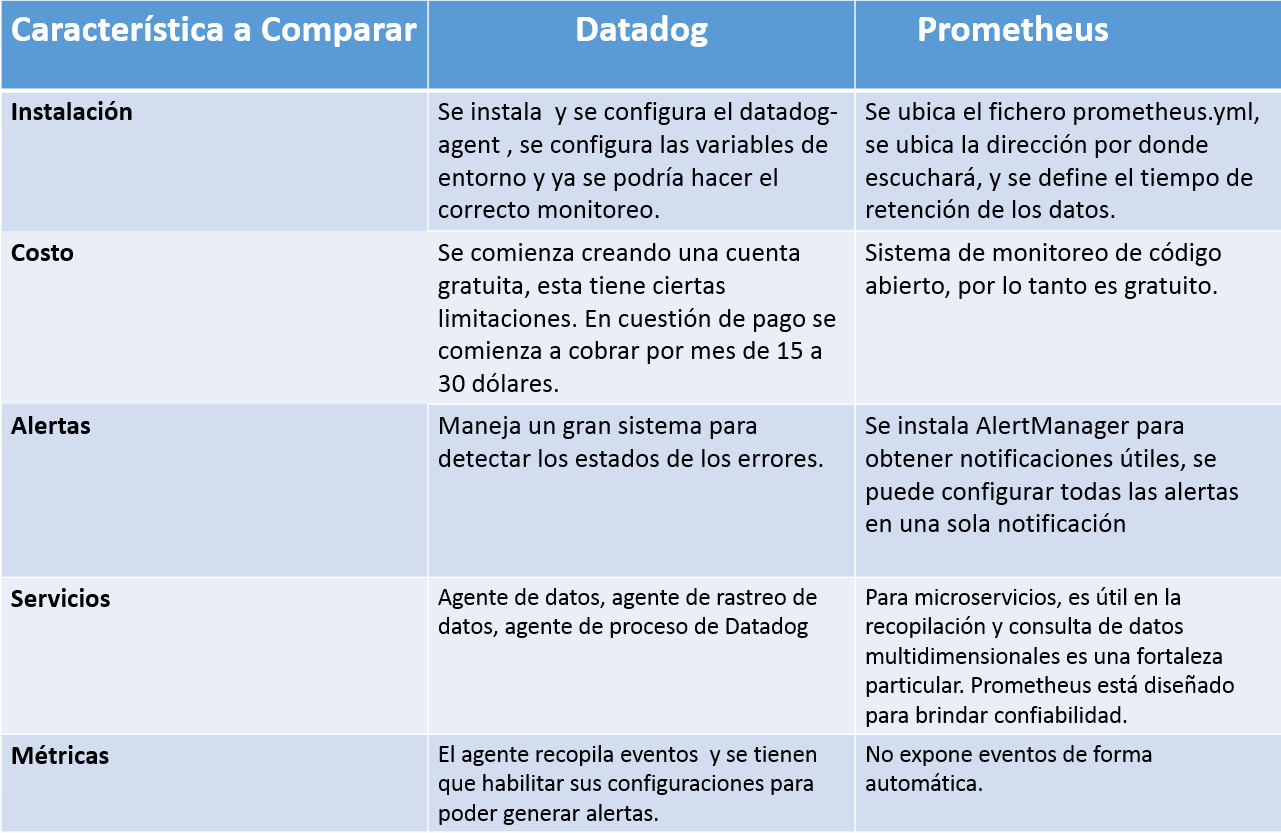 Característica a Comparar
Datadog
Prometheus
Instalación
Se instala  y se configura el datadog-
agent , se configura las variables de
entorno y ya se podría hacer el
correcto monitoreo.
Se ubica el fichero prometheus.yml,
se ubica la dirección por donde
escuchará, y se define el tiempo de
retención de los datos.
Costo
Se comienza creando una cuenta
gratuita, esta tiene ciertas
limitaciones. En cuestión de pago se
comienza a cobrar por mes de 15 a
30 dólares.
Sistema de monitoreo de código
abierto, por lo tanto es gratuito.
Alertas
Maneja un gran sistema para
detectar los estados de los errores.
Se instala AlertManager para
obtener notificaciones útiles, se
puede configurar todas las alertas
en una sola notificación
Servicios
Agente de datos, agente de rastreo de
datos, agente de proceso de Datadog
Para microservicios, es útil en la
recopilación y consulta de datos
multidimensionales es una fortaleza
particular. Prometheus está diseñado
para brindar confiabilidad.
Métricas
El agente recopila eventos  y se tienen
que habilitar sus configuraciones para
poder generar alertas.
No expone eventos de forma
automática.